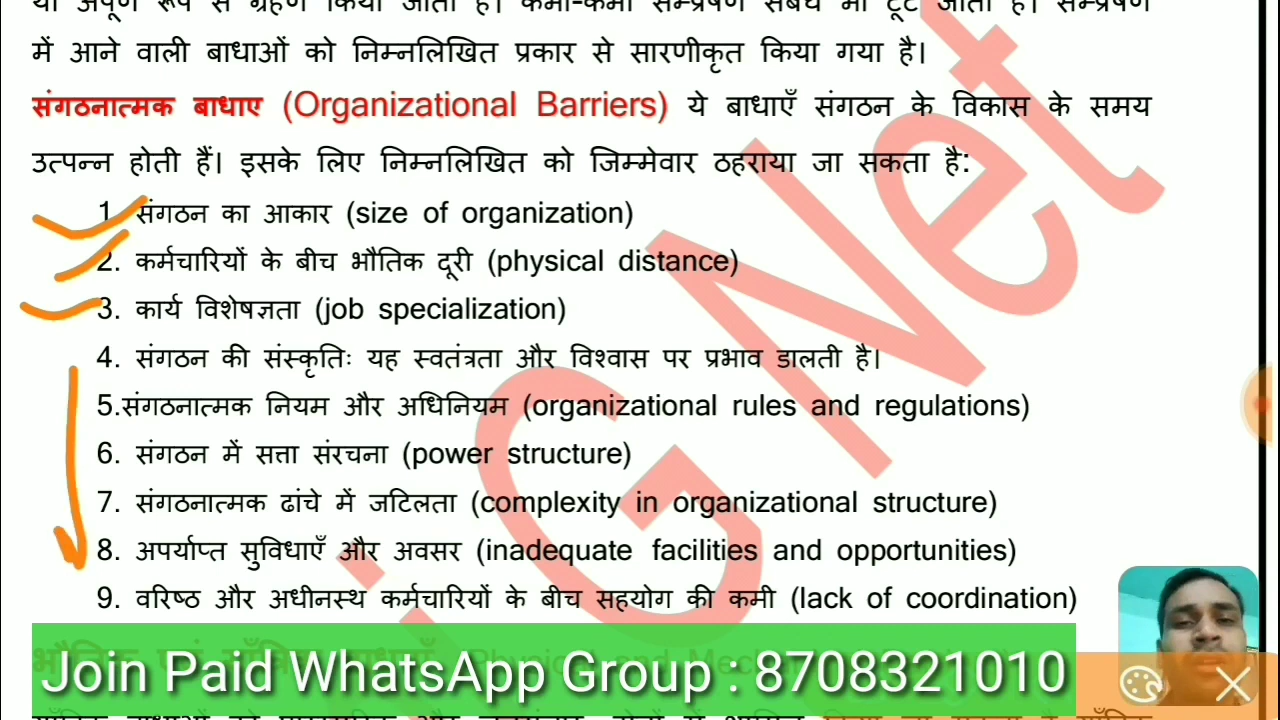 में आने वाली बाधाओं को निम्नलिखित प्रकार से सारणीकृत किया गया है।
संगठनात्मक बाधाए (Organizational Barriers) ये बाधाएँ संगठन के विकास के समय
उत्पन्न होती हैं। इसके लिए निम्नलिखित को जिम्मेवार ठहराया जा सकता है:
1. संगठन का आकार (size of organization)
2. कर्मचारियों के बीच भौतिक दूरी (physical distance)
3. कार्य विशेषज्ञता (job specialization)
4. संगठन की संस्कृतिः यह स्वतंत्रता और विश्वास पर प्रभाव डालती है।
5.संगठनात्मक नियम और अधिनियम (organizational rules and regulations)
6. संगठन में सत्ता संरचना (power structure)
7. संगठनात्मक ढांचे में जटिलता (complexity in organizational structure)
8. अपर्याप्त सुविधाएँ और अवसर (inadequate facilities and opportunities)
9. वरिष्ठ और अधीनस्थ कर्मचारियों के बीच सहयोग की कमी (lack of coordination)
Join Paid WhatsApp Group : 8708321010
G Net